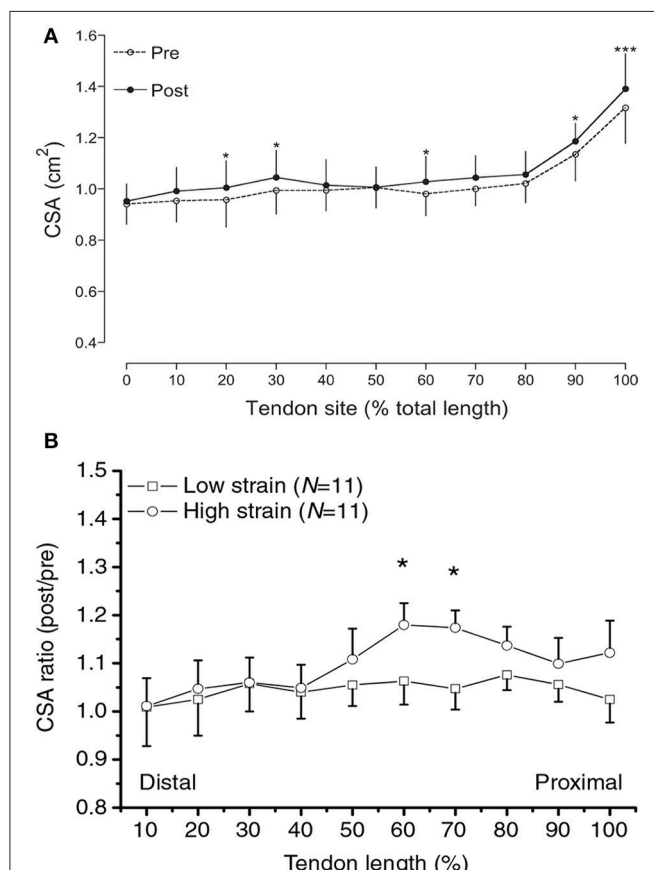 A
1.6
1.4
1.2
1.0
0.8
0.6
0.4
CSA (cm²)
Pre
Post
* * * * ***
0 10 20 30 40 50 60 70 80 90 100
Tendon site (% total length)
B
1.5
1.4
1.3
1.2
1.1
1.0
0.9
0.8
CSA ratio (post/pre)
Low strain (N=11)
High strain (N=11)
* *
Distal Proximal
10 20 30 40 50 60 70 80 90 100
Tendon length (%)